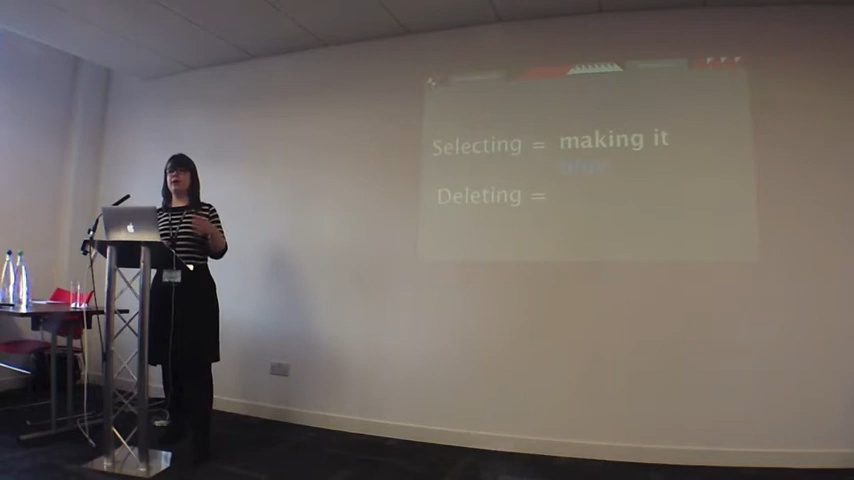 Selecting = making it
blue
Deleting =